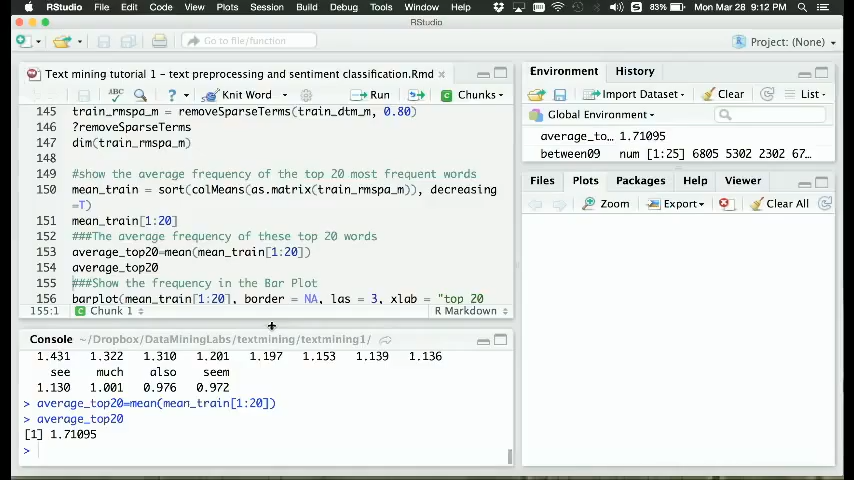 RStudio File Edit Code View Plots Session Build Debug Tools Window Help 83% Mon Mar 28 9:12 PM
RStudio
Go to file/function Project: (None)
Text mining tutorial 1 - text preprocessing and sentiment classification.Rmd
ABC Knit Word Run Chunks
145 train_rmspa_m = removeSparseTerms(train_dtm_m, 0.80)
146 ?removeSparseTerms
147 dim(train_rmspa_m)
148
149 #show the average frequency of the top 20 most frequent words
150 mean_train = sort(colMeans(as.matrix(train_rmspa_m)), decreasing
=T)
151 mean_train[1:20]
152 ###The average frequency of these top 20 words
153 average_top20=mean(mean_train[1:20])
154 average_top20
155 ###Show the frequency in the Bar Plot
156 barplot(mean_train[1:20], border = NA, las = 3, xlab = "top 20
155:1 Chunk 1 R Markdown
Console ~/Dropbox/DataMiningLabs/textmining/textmining1/
1.431 1.322 1.310 1.201 1.197 1.153 1.139 1.136
see much also seem
1.130 1.001 0.976 0.972
> average_top20=mean(mean_train[1:20])
> average_top20
[1] 1.71095
>
Environment History
Import Dataset Clear List
Global Environment
average_to… 1.71095
between09 num [1:25] 6805 5302 2302 67…
Files Plots Packages Help Viewer
Zoom Export Clear All